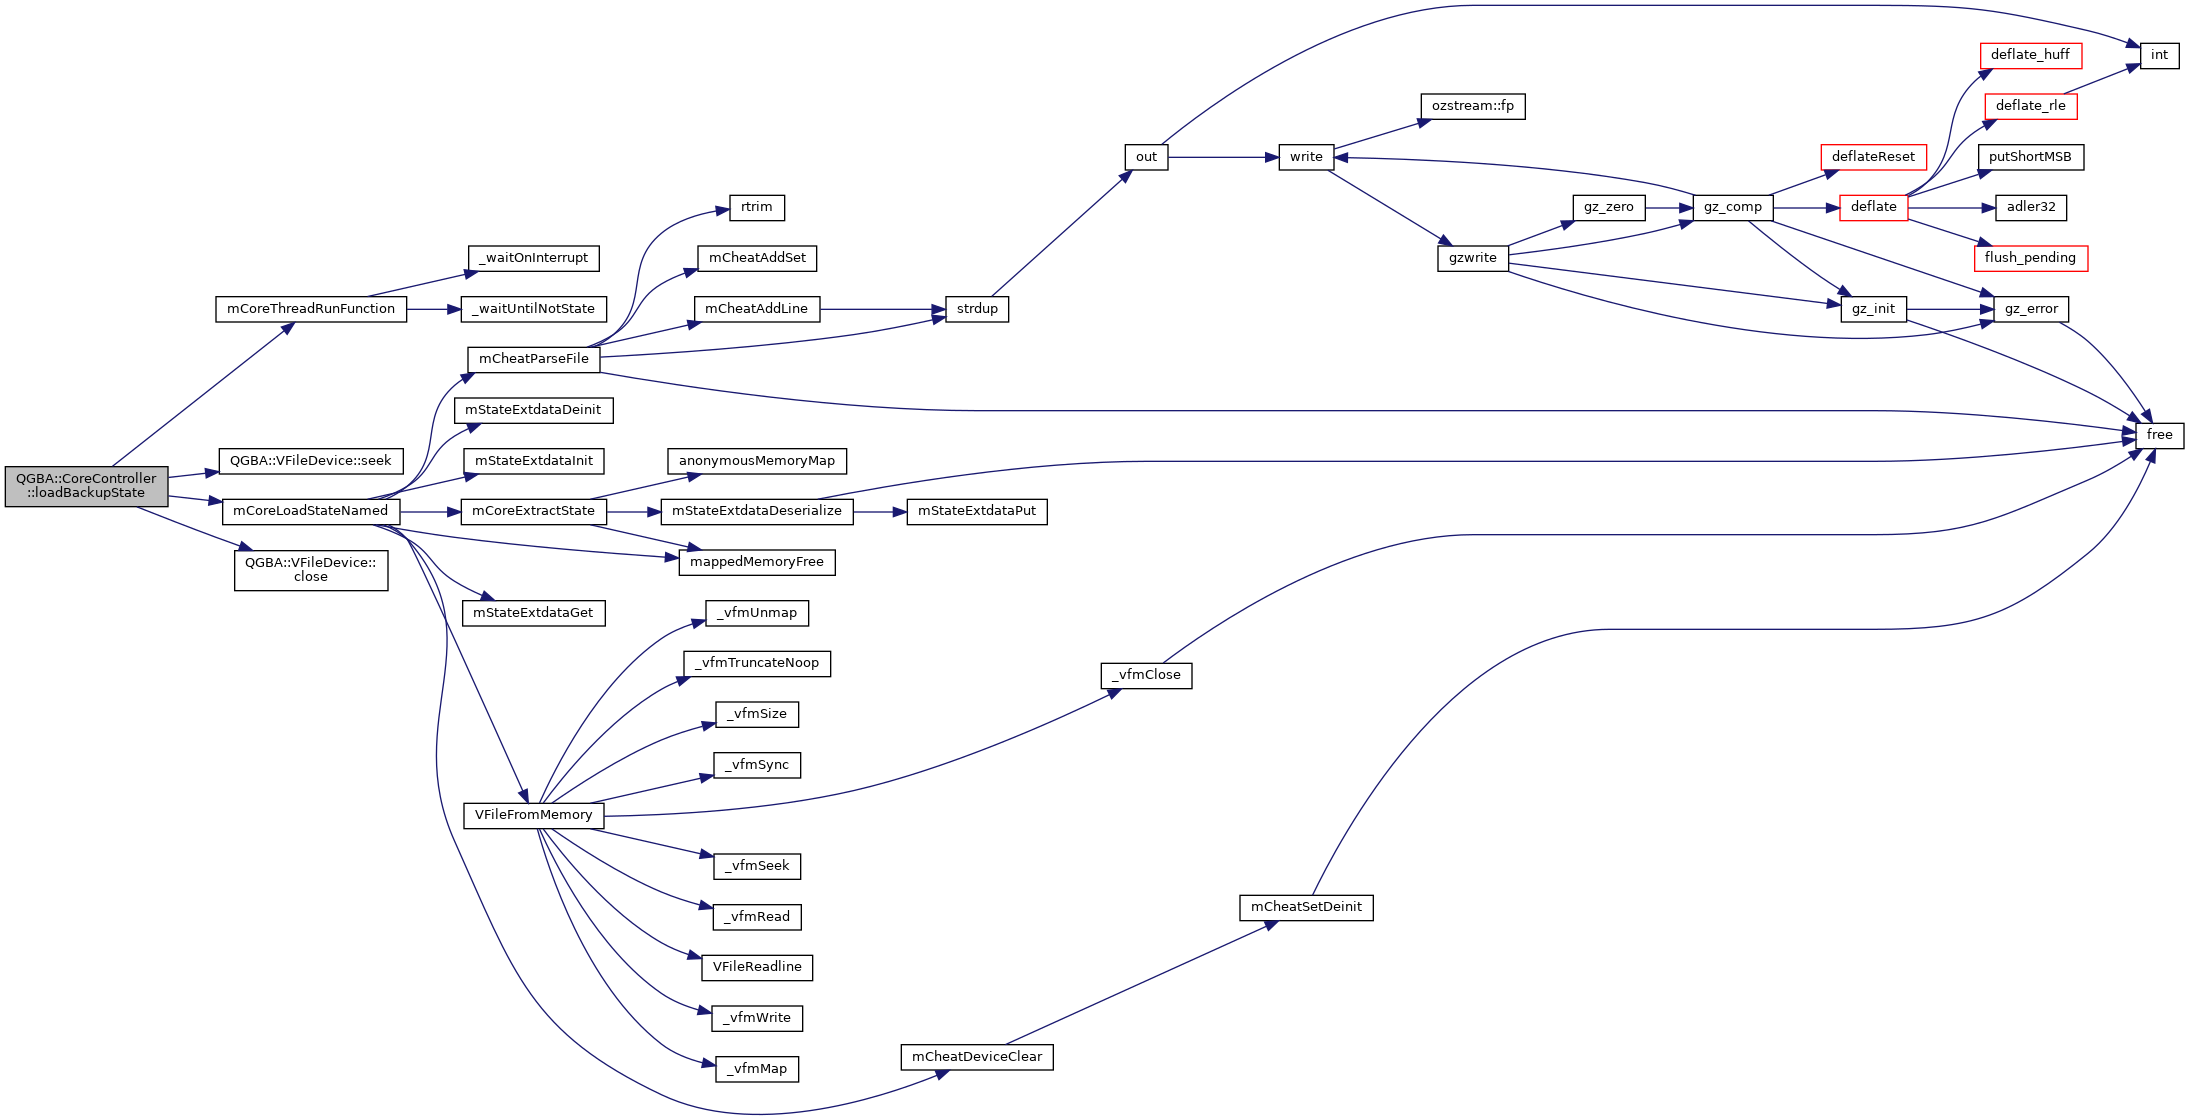 QGBA::CoreController
::loadBackupState
mCoreThreadRunFunction
QGBA::VFileDevice::seek
mCoreLoadStateNamed
QGBA::VFileDevice::
close
_waitOnInterrupt
_waitUntilNotState
mCheatParseFile
mStateExtdataDeinit
mStateExtdataInit
mCoreExtractState
mStateExtdataGet
VFileFromMemory
rtrim
mCheatAddSet
mCheatAddLine
anonymousMemoryMap
mStateExtdataDeserialize
mappedMemoryFree
_vfmUnmap
_vfmTruncateNoop
_vfmSize
_vfmSync
_vfmSeek
_vfmRead
VFileReadline
_vfmWrite
_vfmMap
strdup
mStateExtdataPut
mCheatDeviceClear
out
_vfmClose
write
mCheatSetDeinit
ozstream::fp
gzwrite
gz_zero
gz_comp
deflateReset
deflate
gz_init
deflate_huff
deflate_rle
putShortMSB
adler32
flush_pending
gz_error
int
free